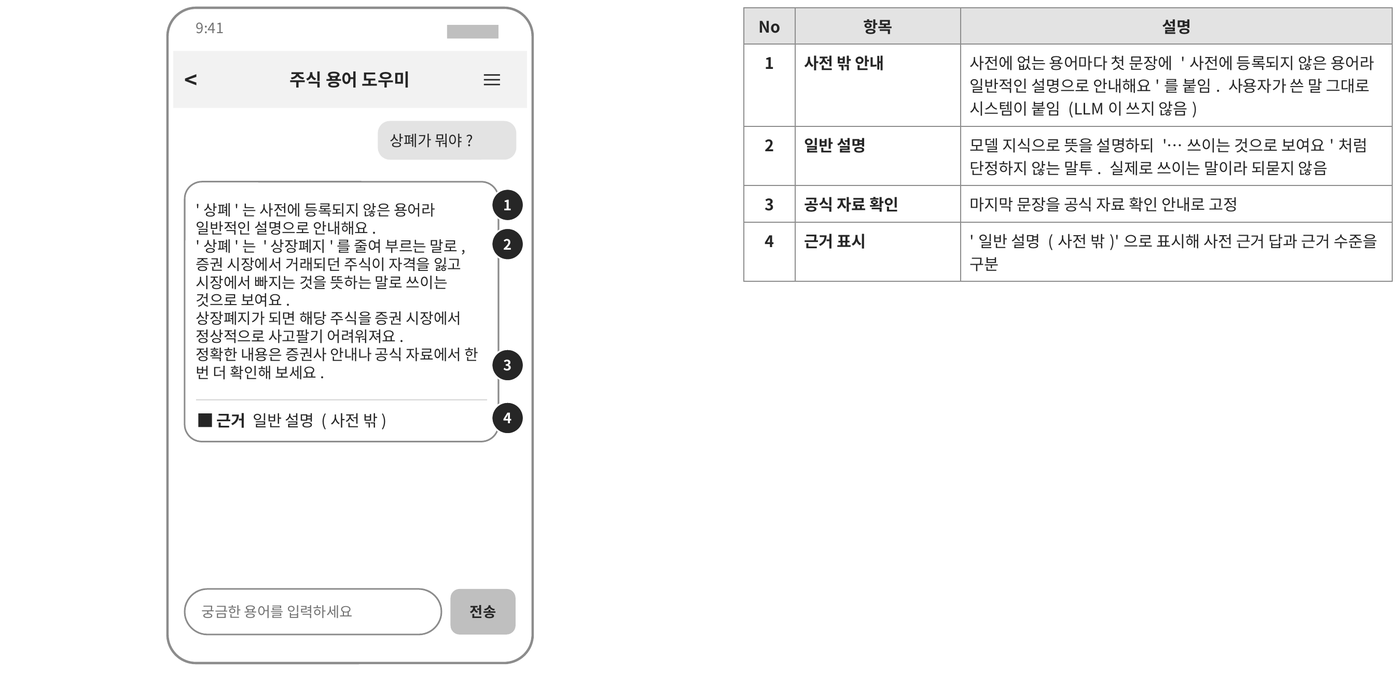 9:41
< 주식 용어 도우미
상폐가 뭐야 ?
' 상폐 ' 는 사전에 등록되지 않은 용어라
일반적인 설명으로 안내해요 .
' 상폐 ' 는 ' 상장폐지 ' 를 줄여 부르는 말로 ,
증권 시장에서 거래되던 주식이 자격을 잃고
시장에서 빠지는 것을 뜻하는 말로 쓰이는
것으로 보여요 .
상장폐지가 되면 해당 주식을 증권 시장에서
정상적으로 사고팔기 어려워져요 .
정확한 내용은 증권사 안내나 공식 자료에서 한
번 더 확인해 보세요 .
■ 근거 일반 설명 ( 사전 밖 )
1
2
3
4
궁금한 용어를 입력하세요
전송
No 항목 설명
1 사전 밖 안내 사전에 없는 용어마다 첫 문장에 ' 사전에 등록되지 않은 용어라
일반적인 설명으로 안내해요 ' 를 붙임 . 사용자가 쓴 말 그대로
시스템이 붙임 (LLM 이 쓰지 않음 )
2 일반 설명 모델 지식으로 뜻을 설명하되 '… 쓰이는 것으로 보여요 ' 처럼
단정하지 않는 말투 . 실제로 쓰이는 말이라 되묻지 않음
3 공식 자료 확인 마지막 문장을 공식 자료 확인 안내로 고정
4 근거 표시 ' 일반 설명 ( 사전 밖 )' 으로 표시해 사전 근거 답과 근거 수준을
구분